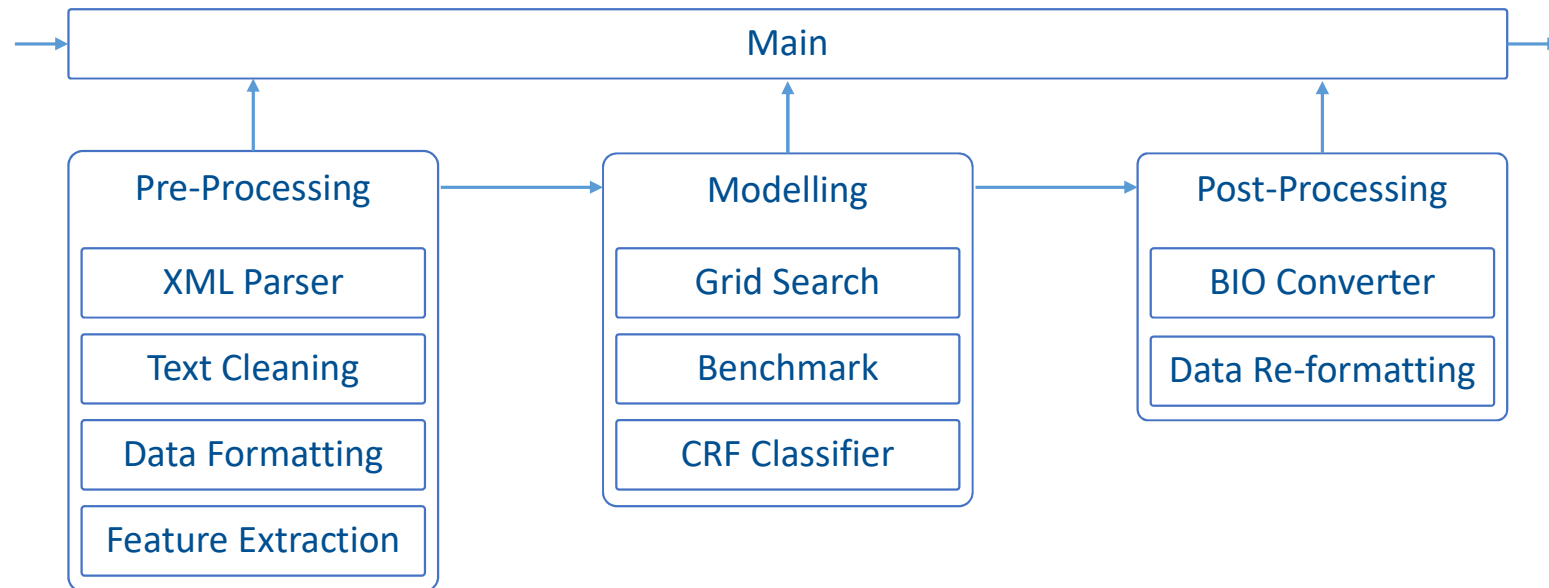 Main
Pre-Processing
XML Parser
Text Cleaning
Data Formatting
Feature Extraction
Modelling
Grid Search
Benchmark
CRF Classifier
Post-Processing
BIO Converter
Data Re-formatting